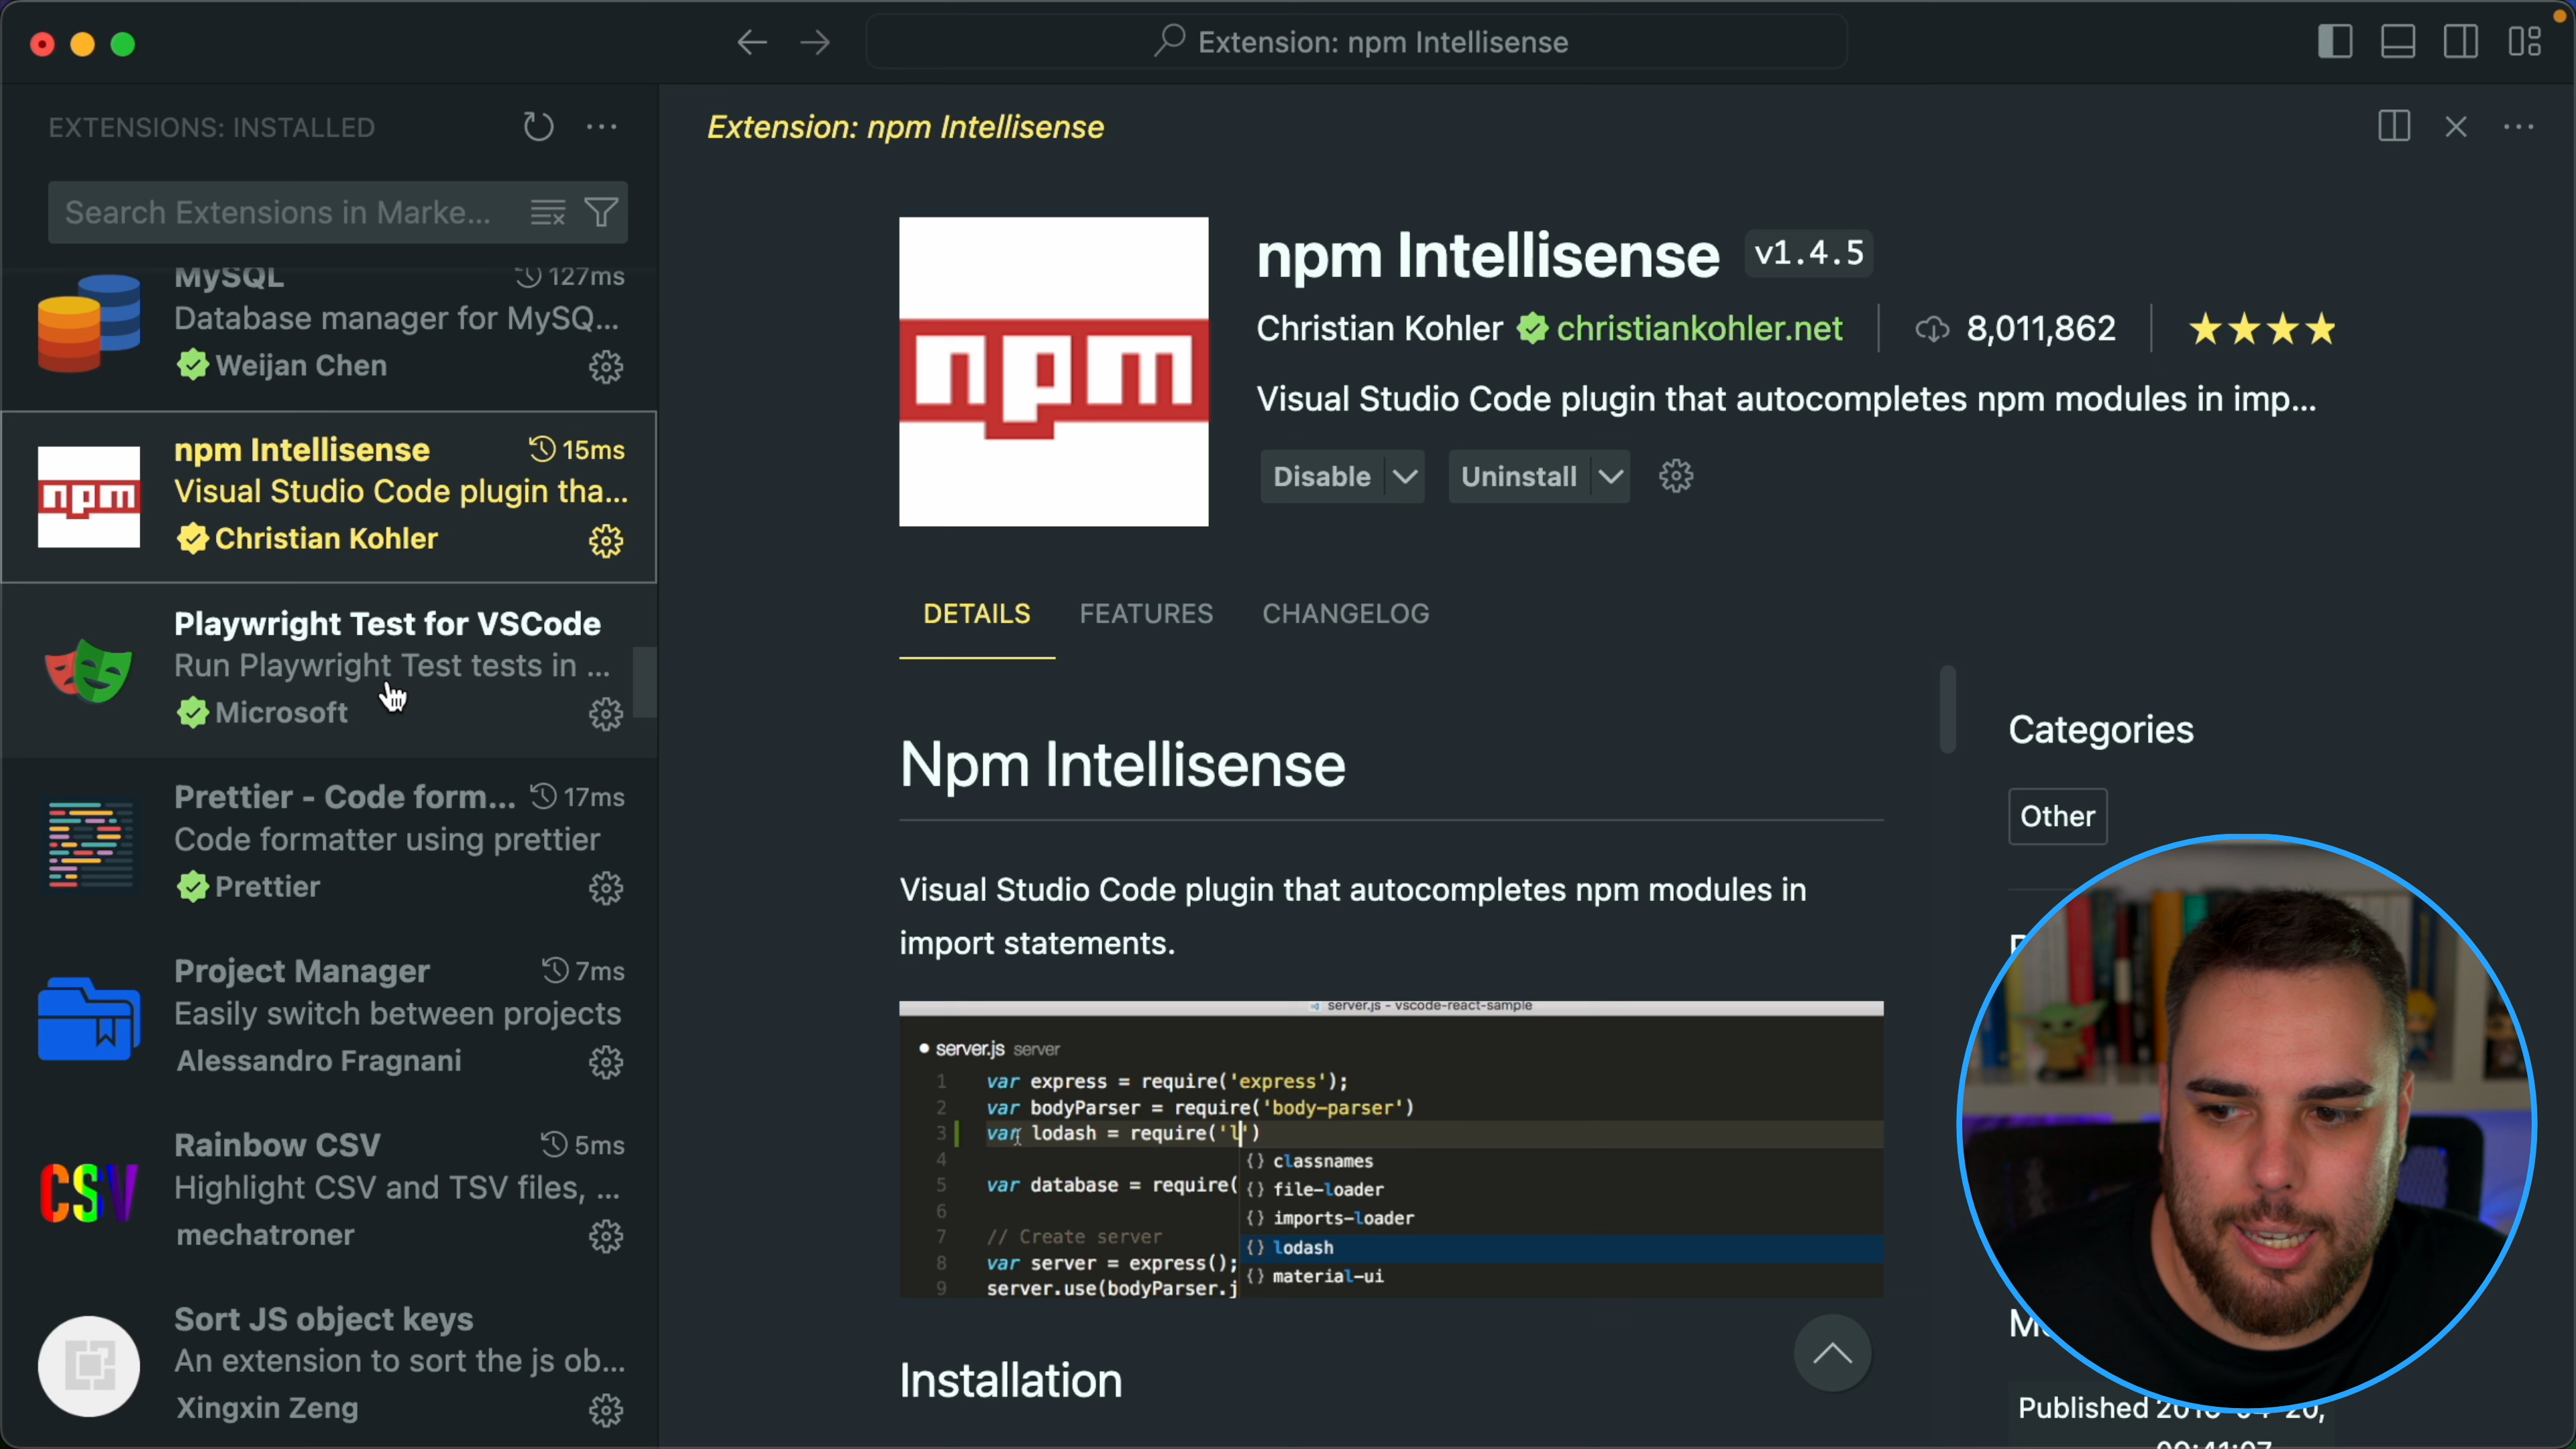 Extension: npm Intellisense
EXTENSIONS: INSTALLED
Search Extensions in Marke...
MySQL
127ms
Database manager for MySQ...
Weijan Chen
npm Intellisense
15ms
Visual Studio Code plugin tha...
Christian Kohler
Playwright Test for VSCode
Run Playwright Test tests in ...
Microsoft
Prettier - Code form...
17ms
Code formatter using prettier
Prettier
Project Manager
7ms
Easily switch between projects
Alessandro Fragnani
CSV
Rainbow CSV
5ms
Highlight CSV and TSV files, ...
mechatroner
Sort JS object keys
An extension to sort the js ob...
Xingxin Zeng
Extension: npm Intellisense
npm
npm Intellisense
v1.4.5
Christian Kohler
christiankohler.net
8,011,862
Visual Studio Code plugin that autocompletes npm modules in imp...
Disable
Uninstall
DETAILS
FEATURES
CHANGELOG
Npm Intellisense
Visual Studio Code plugin that autocompletes npm modules in
import statements.
server.js - vscode-react-sample
server.js server
1 var express = require('express');
2 var bodyParser = require('body-parser')
3 var lodash = require('l')
4
5 var database = require(
6
7 // Create server
8 var server = express();
9 server.use(bodyParser.j
{} classnames
{} file-loader
{} imports-loader
{} lodash
{} material-ui
Installation
Categories
Other
Published